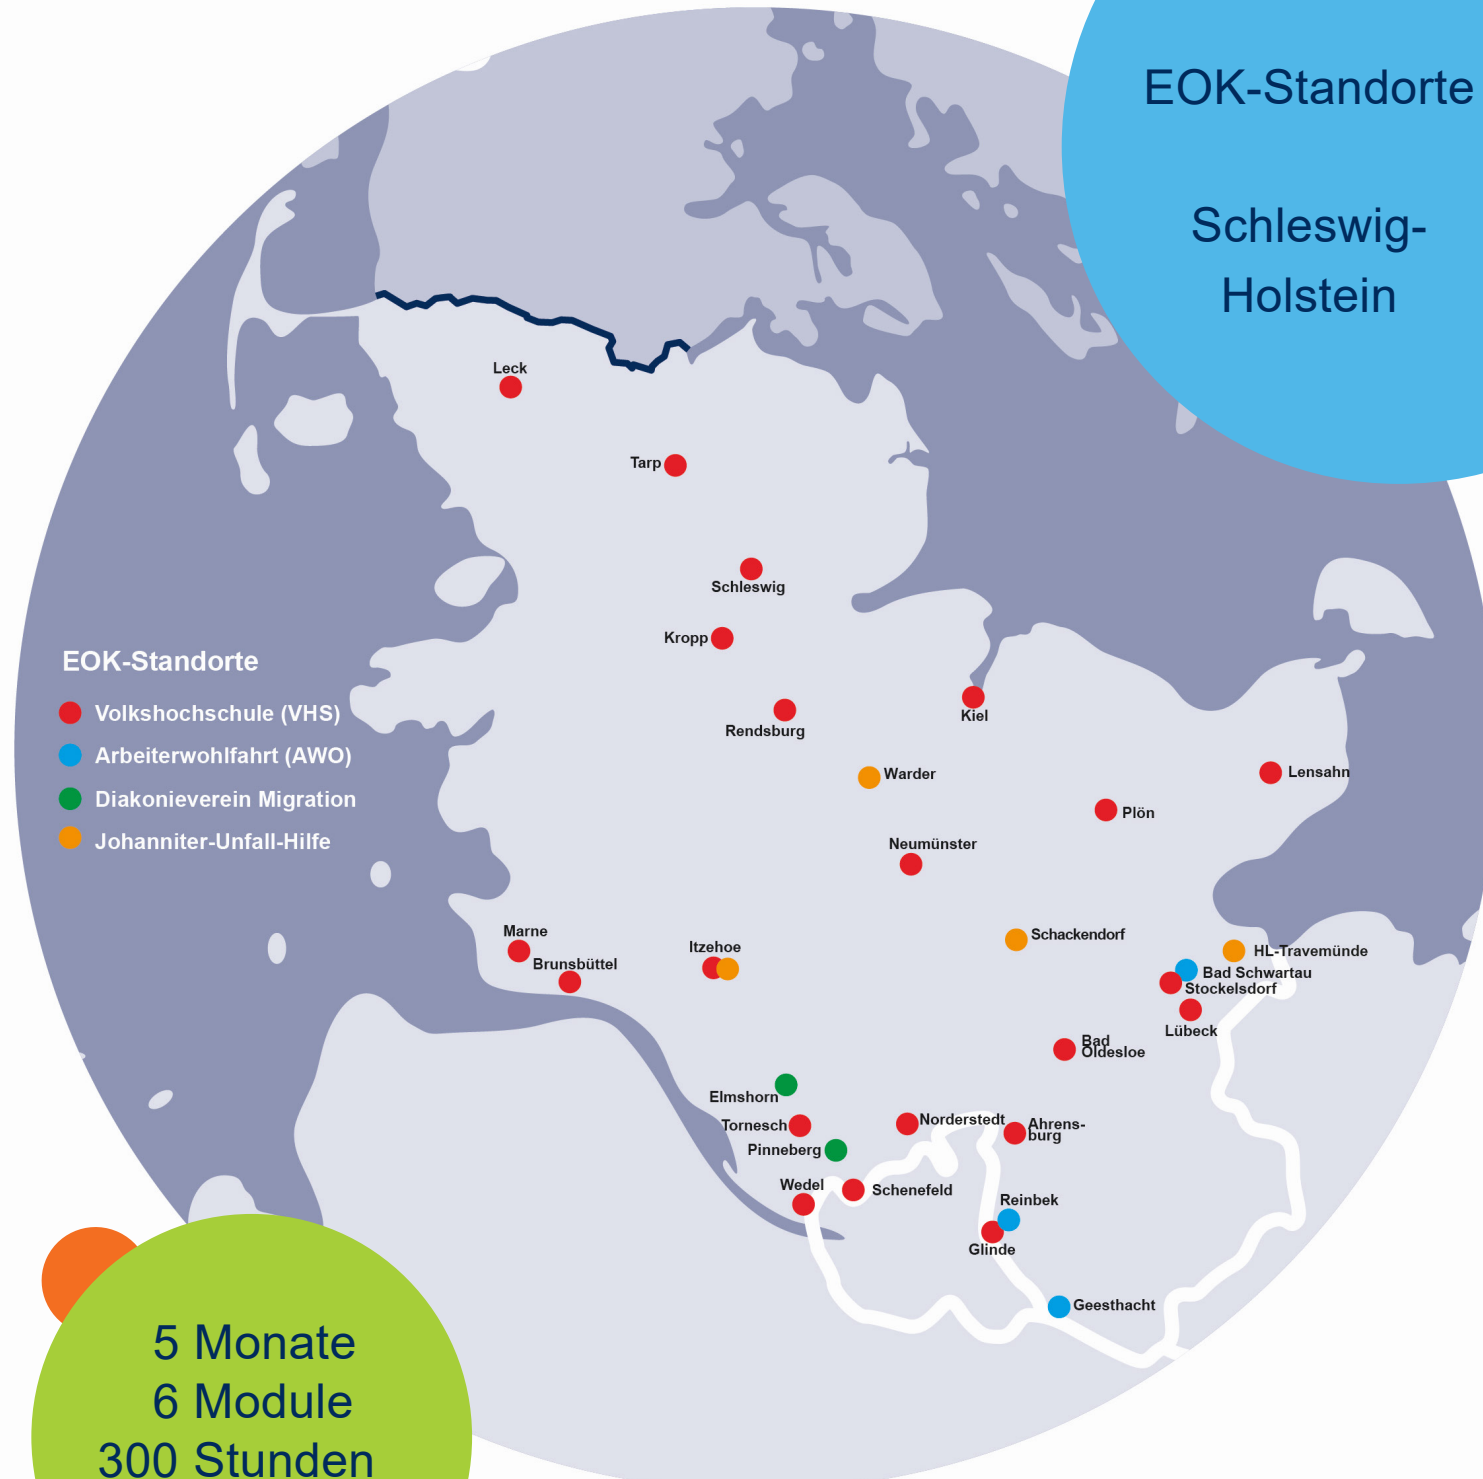 EOK-Standorte
Schleswig-
Holstein
Leck
Tarp
Schleswig
Kropp
EOK-Standorte
Volkshochschule (VHS)
Arbeiterwohlfahrt (AWO)
Diakonieverein Migration
Johanniter-Unfall-Hilfe
Rendsburg
Kiel
Warder
Lensahn
Plön
Neumünster
Marne
Brunsbüttel
Itzehoe
Schackendorf
HL-Travemünde
Bad Schwartau
Stockelsdorf
Lübeck
Bad
Oldesloe
Elmshorn
Tornesch
Pinneberg
Norderstedt
Ahrens-
burg
Wedel
Schenefeld
Reinbek
Glinde
Geesthacht
5 Monate
6 Module
300 Stunden